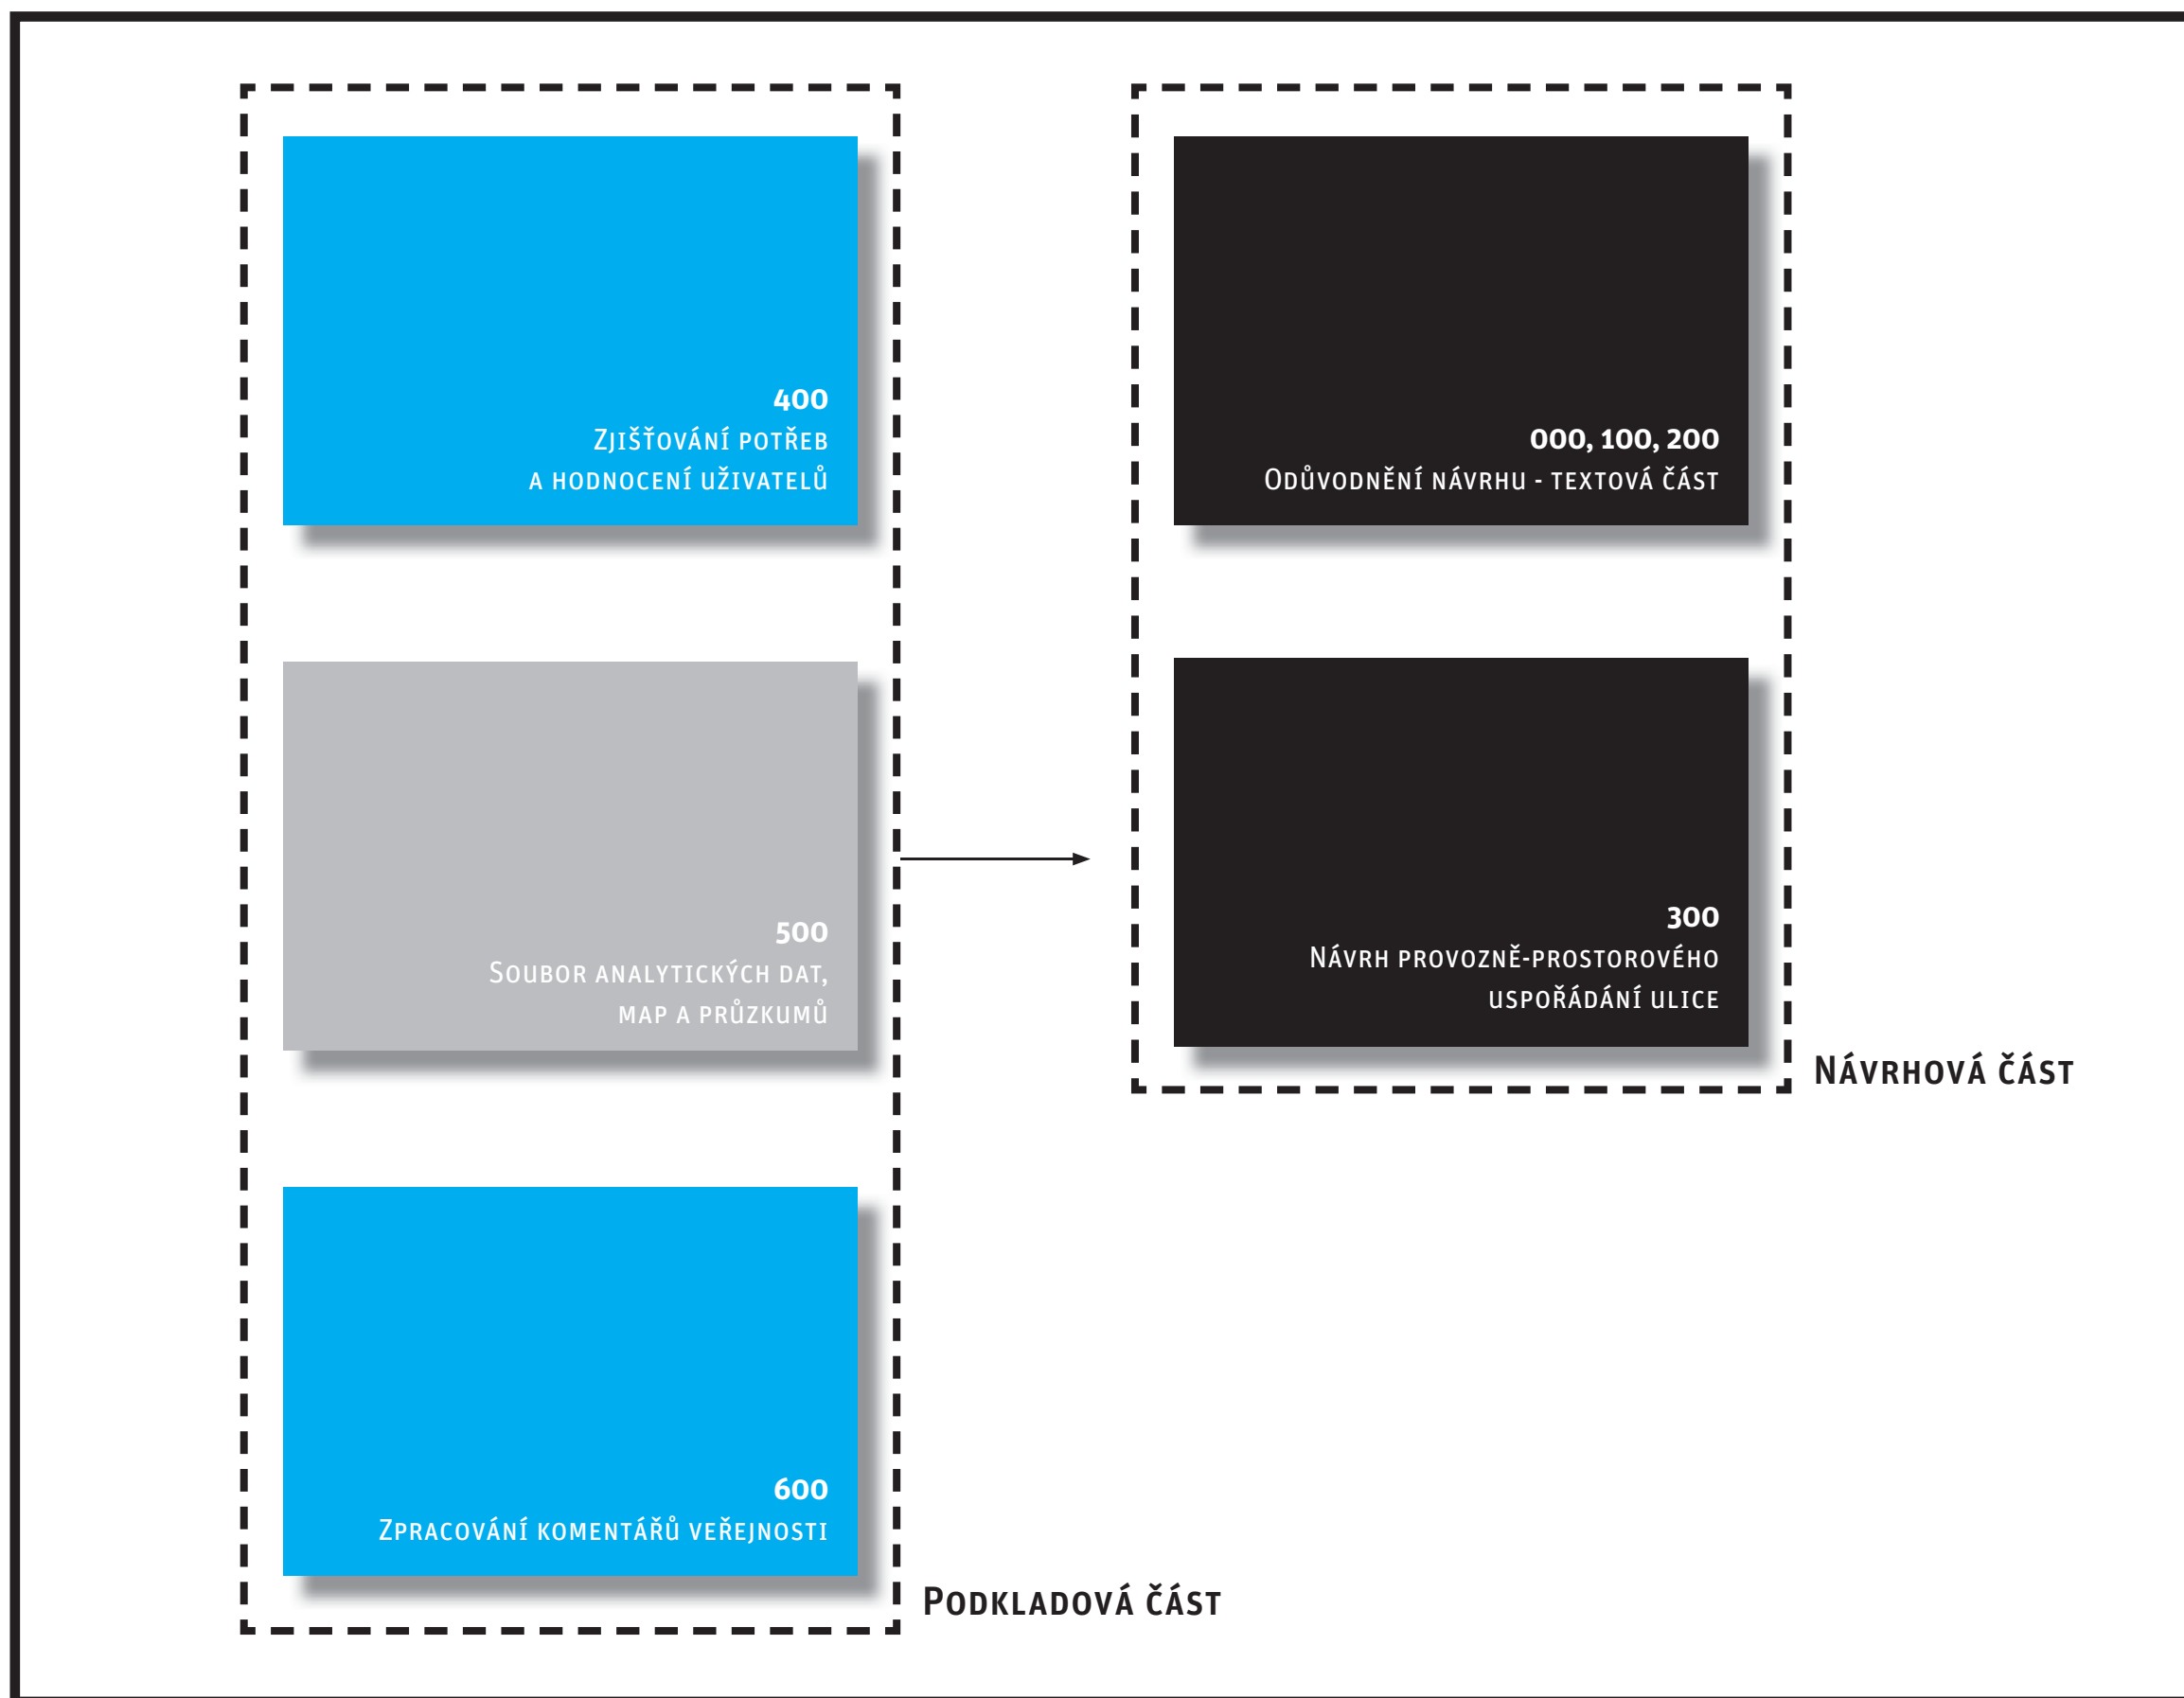 400
Zjišťování potřeb
a hodnocení uživatelů
500
Soubor analytických dat,
map a průzkumů
600
Zpracování komentářů veřejnosti
Podkladová část
000, 100, 200
Odůvodnění návrhu - textová část
300
Návrh provozně-prostorového
uspořádání ulice
Návrhová část